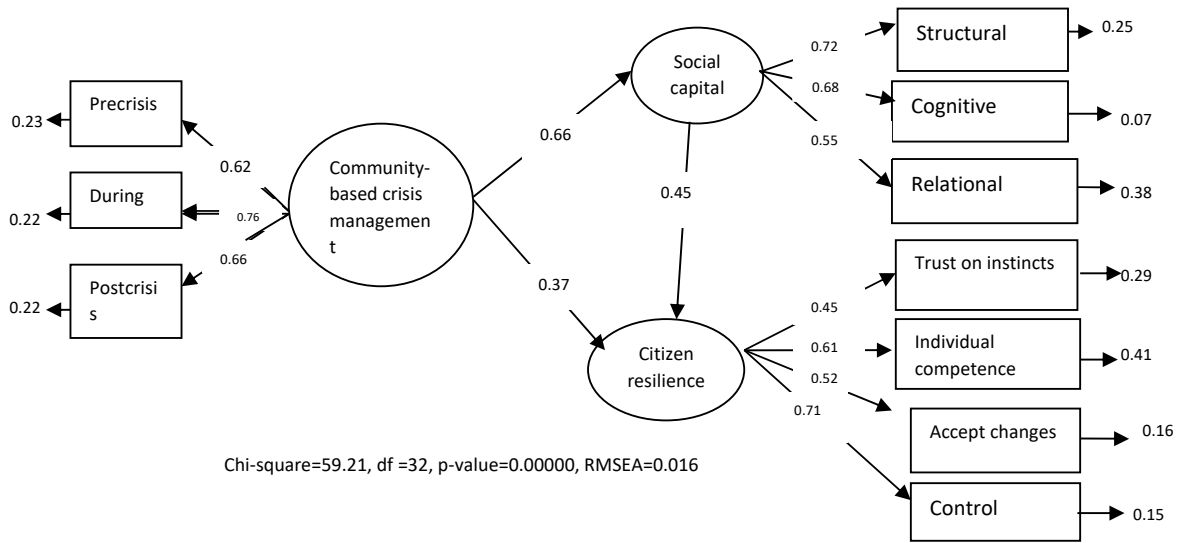 Precrisis
0.23
0.62
During
0.22
0.76
Postcrisi
s
0.22
0.66
Community-
based crisis
managemen
t
0.66
0.37
Social
capital
0.45
Citizen
resilience
0.72
0.68
0.55
Structural
0.25
Cognitive
0.07
Relational
0.38
0.45
0.61
0.52
0.71
Trust on instincts
0.29
Individual
competence
0.41
Accept changes
0.16
Control
0.15
Chi-square=59.21, df =32, p-value=0.00000, RMSEA=0.016